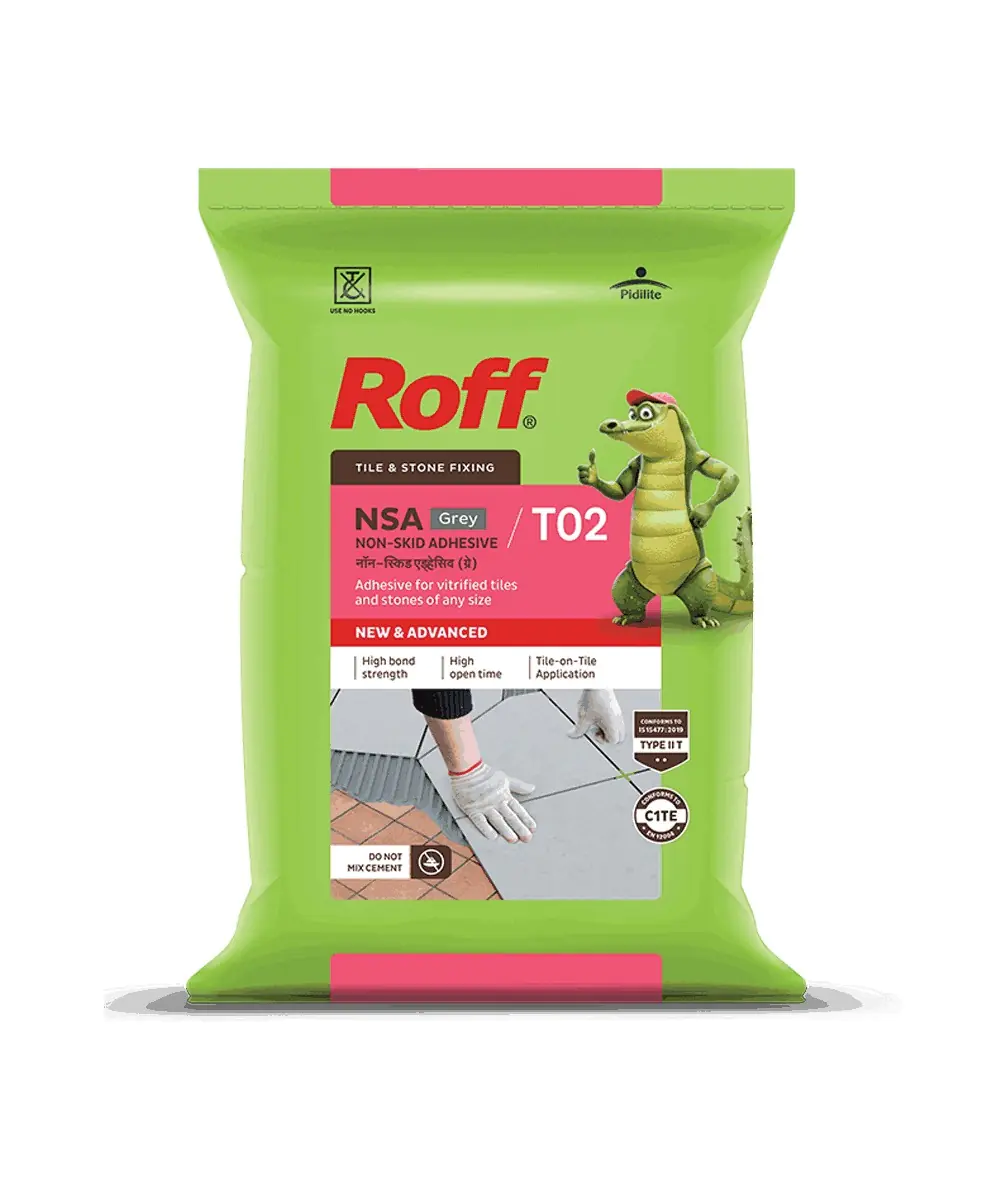 USE NO HOOKS
Pidilite
Roff®
TILE & STONE FIXING
NSA Grey / T02
NON-SKID ADHESIVE
नॉन-स्किड एड्हेसिव (ग्रे)
Adhesive for vitrified tiles
and stones of any size
NEW & ADVANCED
High bond
strength
High
open time
Tile-on-Tile
Application
CONFORMS TO
IS 15477:2019
TYPE II T
CONFORMS TO
C1TE
EN 12004
DO NOT
MIX CEMENT